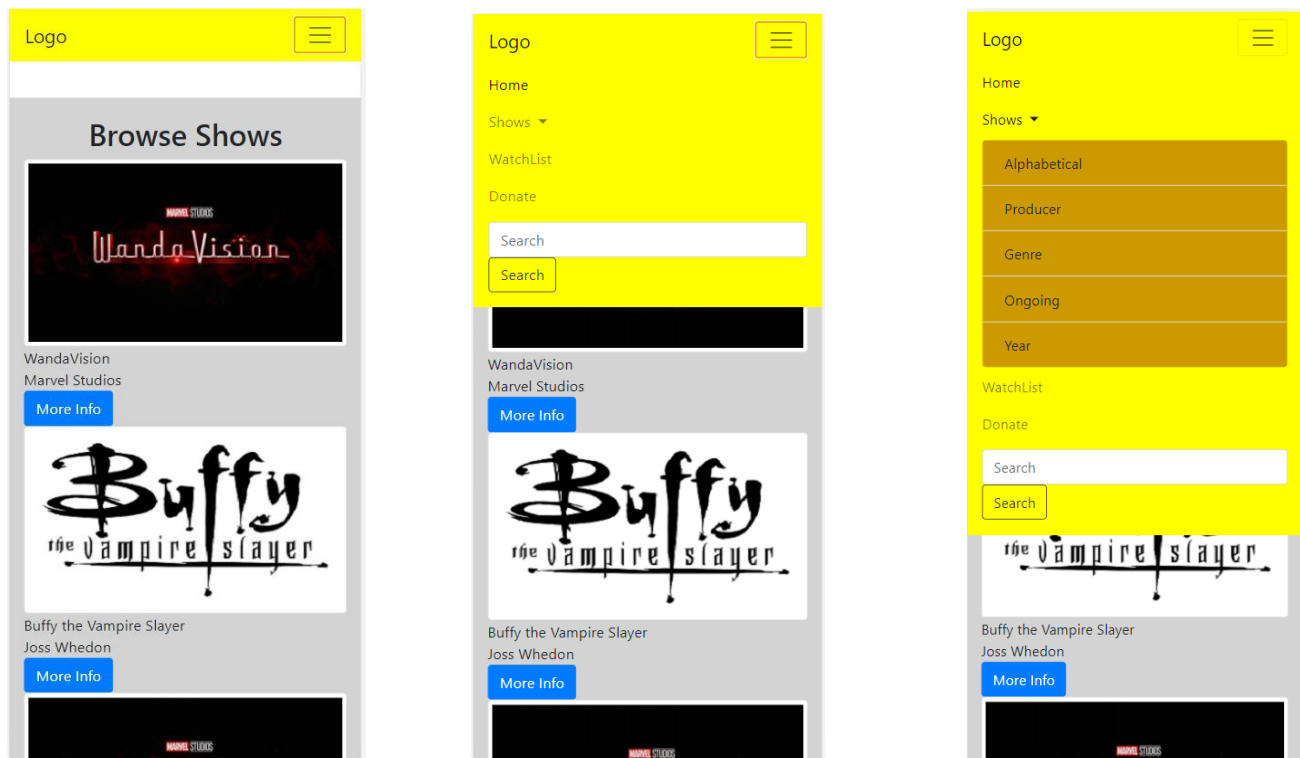 Logo
Browse Shows
MARVEL STUDIOS
WandaVision
WandaVision
Marvel Studios
More Info
Buffy
the vampire slayer
Buffy the Vampire Slayer
Joss Whedon
More Info
MARVEL STUDIOS
Logo
Home
Shows
WatchList
Donate
Search
Search
WandaVision
Marvel Studios
More Info
Buffy
the vampire slayer
Buffy the Vampire Slayer
Joss Whedon
More Info
MARVEL STUDIOS
Logo
Home
Shows
Alphabetical
Producer
Genre
Ongoing
Year
WatchList
Donate
Search
Search
the vampire slayer
Buffy the Vampire Slayer
Joss Whedon
More Info
MARVEL STUDIOS